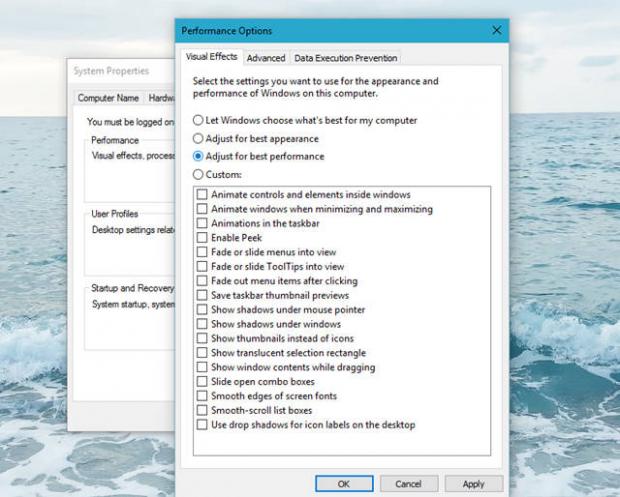 Performance Options
Visual Effects Advanced Data Execution Prevention
Select the settings you want to use for the appearance and
performance of Windows on this computer.
Let Windows choose what's best for my computer
Adjust for best appearance
Adjust for best performance
Custom:
Animate controls and elements inside windows
Animate windows when minimizing and maximizing
Animations in the taskbar
Enable Peek
Fade or slide menus into view
Fade or slide ToolTips into view
Fade out menu items after clicking
Save taskbar thumbnail previews
Show shadows under mouse pointer
Show shadows under windows
Show thumbnails instead of icons
Show translucent selection rectangle
Show window contents while dragging
Slide open combo boxes
Smooth edges of screen fonts
Smooth-scroll list boxes
Use drop shadows for icon labels on the desktop
OK Cancel Apply
System Properties
Computer Name Hardw
You must be logged on
Performance
Visual effects, process
User Profiles
Desktop settings relat
Startup and Recovery
System startup, system